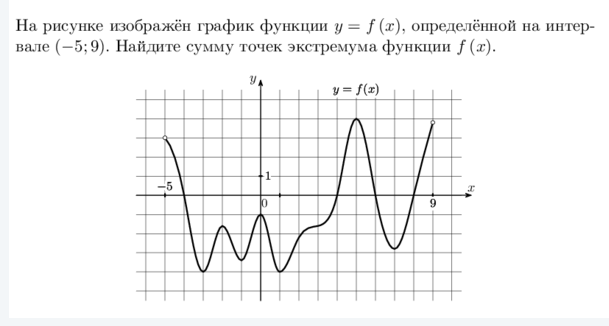 На рисунке изображён график функции y = f (x), определённой на интер-
вале (−5; 9). Найдите сумму точек экстремума функции f (x).
y
y = f(x)
1
−5
x
0
9